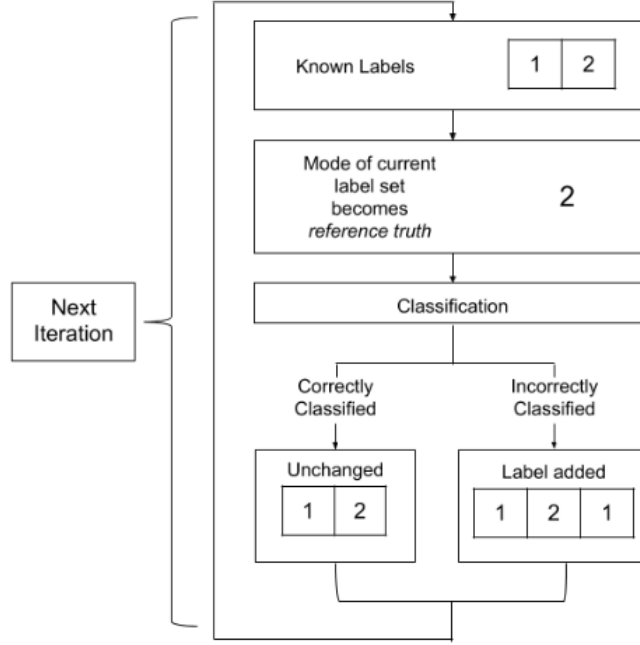 Known Labels
1 2
Mode of current
label set
becomes
reference truth
2
Next
Iteration
Classification
Correctly
Classified
Incorrectly
Classified
Unchanged
1 2
Label added
1 2 1